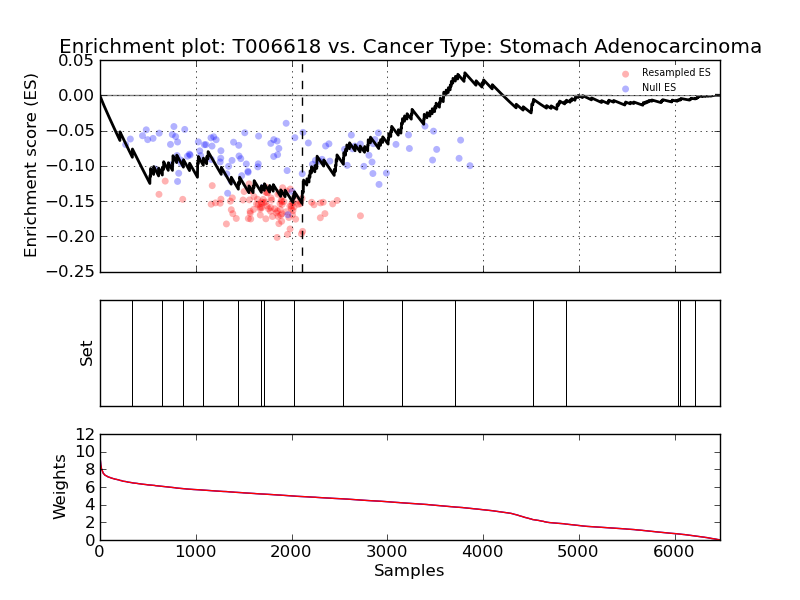 Enrichment plot: T006618 vs. Cancer Type: Stomach Adenocarcinoma
Enrichment score (ES)
0.05
0.00
−0.05
−0.10
−0.15
−0.20
−0.25
Resampled ES
Null ES
Set
Weights
12
10
8
6
4
2
0
0 1000 2000 3000 4000 5000 6000
Samples